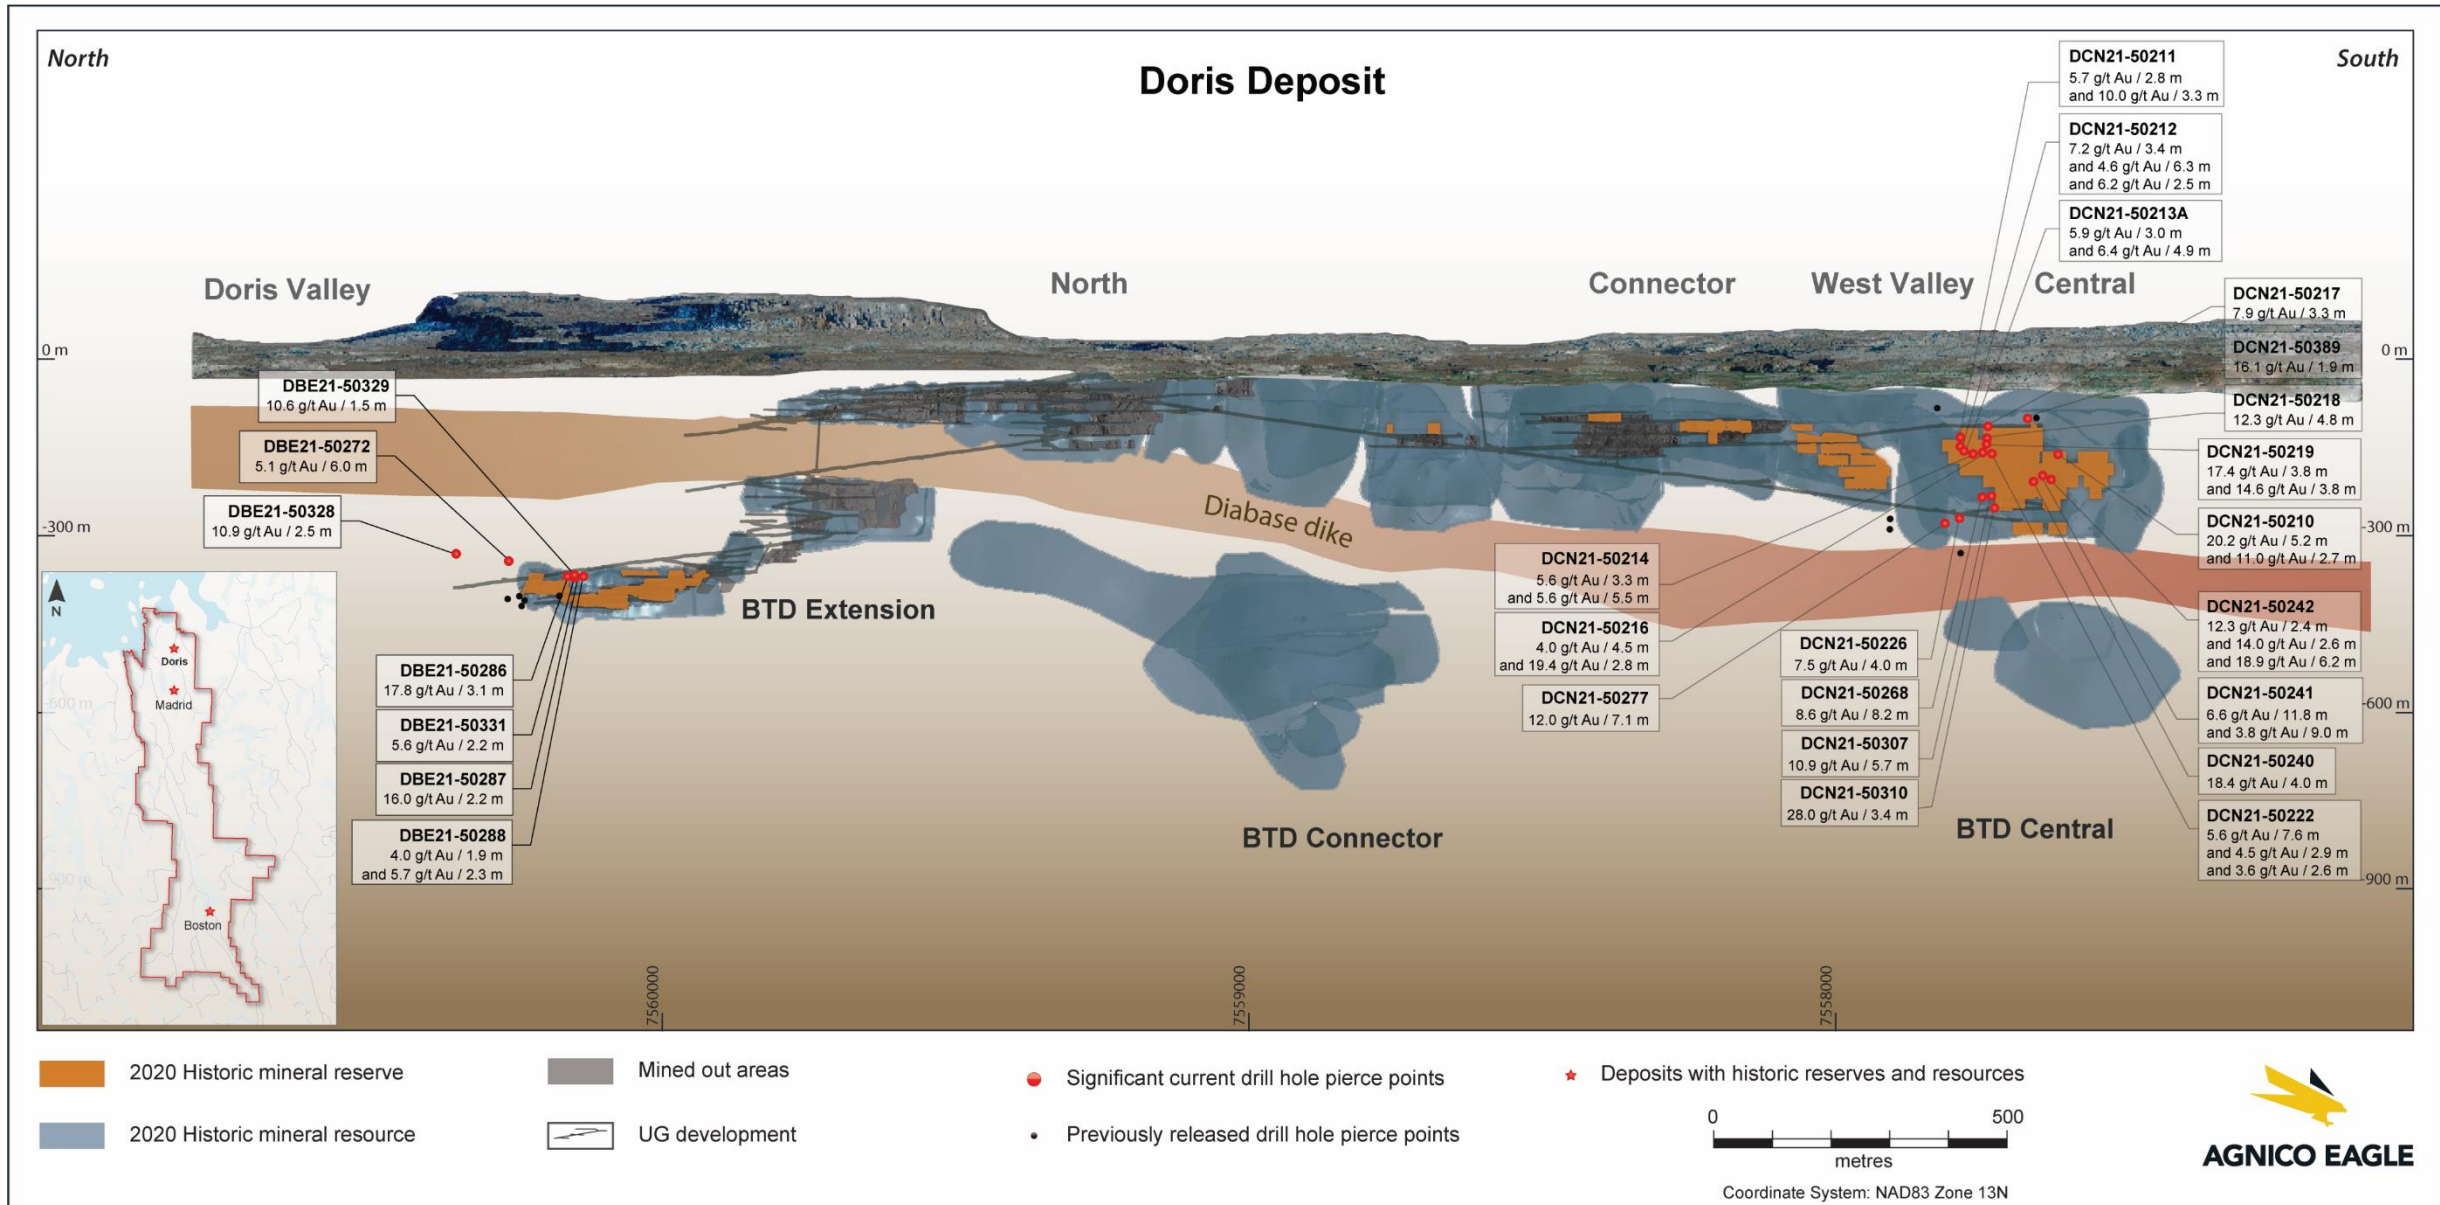 North
Doris Deposit
South
DCN21-50211
5.7 g/t Au / 2.8 m
and 10.0 g/t Au / 3.3 m
DCN21-50212
7.2 g/t Au / 3.4 m
and 4.6 g/t Au / 6.3 m
and 6.2 g/t Au / 2.5 m
DCN21-50213A
5.9 g/t Au / 3.0 m
and 6.4 g/t Au / 4.9 m
Doris Valley
North
Connector
West Valley
Central
DCN21-50217
7.9 g/t Au / 3.3 m
DCN21-50389
16.1 g/t Au / 1.9 m
DCN21-50218
12.3 g/t Au / 4.8 m
DCN21-50219
17.4 g/t Au / 3.8 m
and 14.6 g/t Au / 3.8 m
DCN21-50210
20.2 g/t Au / 5.2 m
and 11.0 g/t Au / 2.7 m
DCN21-50242
12.3 g/t Au / 2.4 m
and 14.0 g/t Au / 2.6 m
and 18.9 g/t Au / 6.2 m
DCN21-50241
6.6 g/t Au / 11.8 m
and 3.8 g/t Au / 9.0 m
DCN21-50240
18.4 g/t Au / 4.0 m
DCN21-50222
5.6 g/t Au / 7.6 m
and 4.5 g/t Au / 2.9 m
and 3.6 g/t Au / 2.6 m
0 m
-300 m
-600 m
-900 m
0 m
-300 m
-600 m
-900 m
DBE21-50329
10.6 g/t Au / 1.5 m
DBE21-50272
5.1 g/t Au / 6.0 m
DBE21-50328
10.9 g/t Au / 2.5 m
Diabase dike
BTD Extension
DBE21-50286
17.8 g/t Au / 3.1 m
DBE21-50331
5.6 g/t Au / 2.2 m
DBE21-50287
16.0 g/t Au / 2.2 m
DBE21-50288
4.0 g/t Au / 1.9 m
and 5.7 g/t Au / 2.3 m
DCN21-50214
5.6 g/t Au / 3.3 m
and 5.6 g/t Au / 5.5 m
DCN21-50216
4.0 g/t Au / 4.5 m
and 19.4 g/t Au / 2.8 m
DCN21-50277
12.0 g/t Au / 7.1 m
DCN21-50226
7.5 g/t Au / 4.0 m
DCN21-50268
8.6 g/t Au / 8.2 m
DCN21-50307
10.9 g/t Au / 5.7 m
DCN21-50310
28.0 g/t Au / 3.4 m
BTD Connector
BTD Central
N
Doris
Madrid
Boston
7560000
7559000
7558000
2020 Historic mineral reserve
2020 Historic mineral resource
Mined out areas
UG development
Significant current drill hole pierce points
Previously released drill hole pierce points
Deposits with historic reserves and resources
0 500
metres
Coordinate System: NAD83 Zone 13N
AGNICO EAGLE